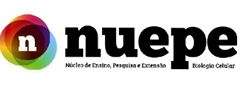 n nuepe
Núcleo de Ensino, Pesquisa e Extensão Biologia Celular